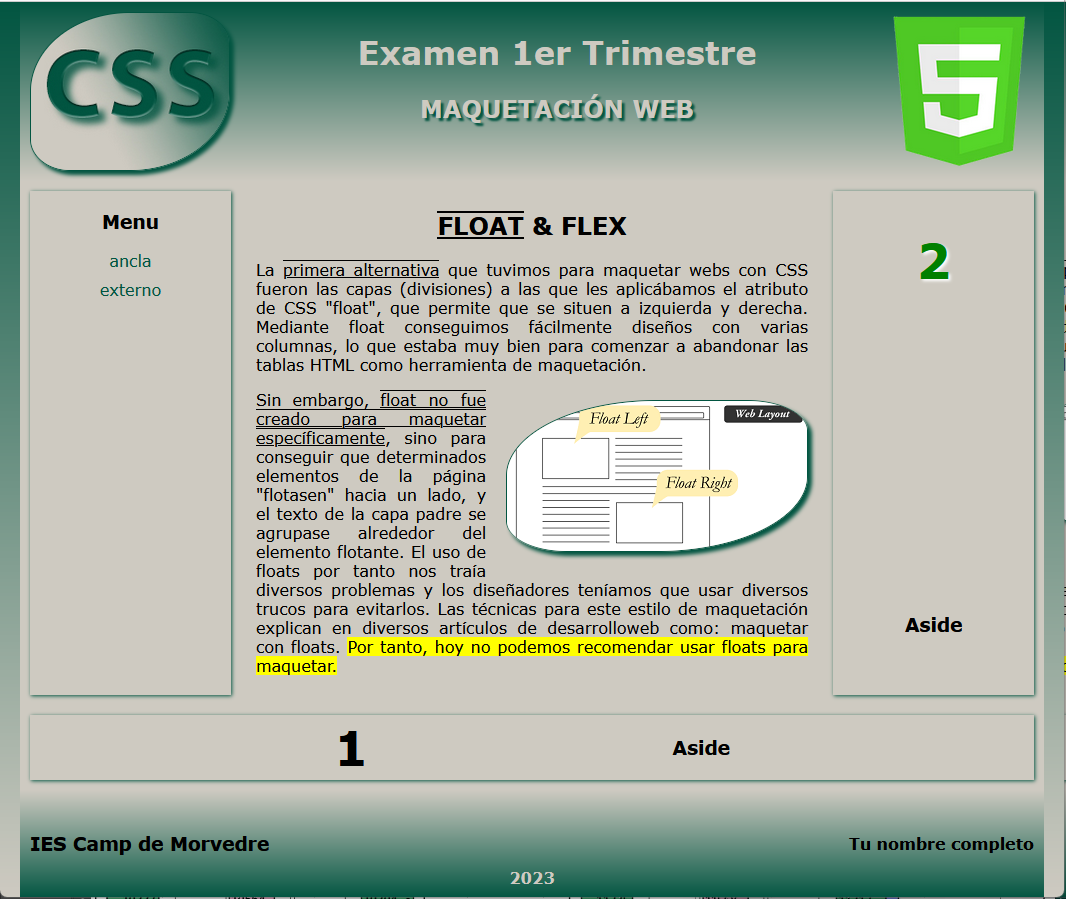 CSS
Examen 1er Trimestre
MAQUETACIÓN WEB
5
Menu
ancla
externo
FLOAT & FLEX
La primera alternativa que tuvimos para maquetar webs con CSS
fueron las capas (divisiones) a las que les aplicábamos el atributo
de CSS "float", que permite que se situen a izquierda y derecha.
Mediante float conseguimos fácilmente diseños con varias
columnas, lo que estaba muy bien para comenzar a abandonar las
tablas HTML como herramienta de maquetación.
Sin embargo, float no fue
creado para maquetar
específicamente, sino para
conseguir que determinados
elementos de la página
"flotasen" hacia un lado, y
el texto de la capa padre se
agrupase alrededor del
elemento flotante. El uso de
floats por tanto nos traía
diversos problemas y los diseñadores teníamos que usar diversos
trucos para evitarlos. Las técnicas para este estilo de maquetación
explican en diversos artículos de desarrolloweb como: maquetar
con floats. Por tanto, hoy no podemos recomendar usar floats para
maquetar.
Float Left
Web Layout
Float Right
2
Aside
1
Aside
IES Camp de Morvedre
Tu nombre completo
2023